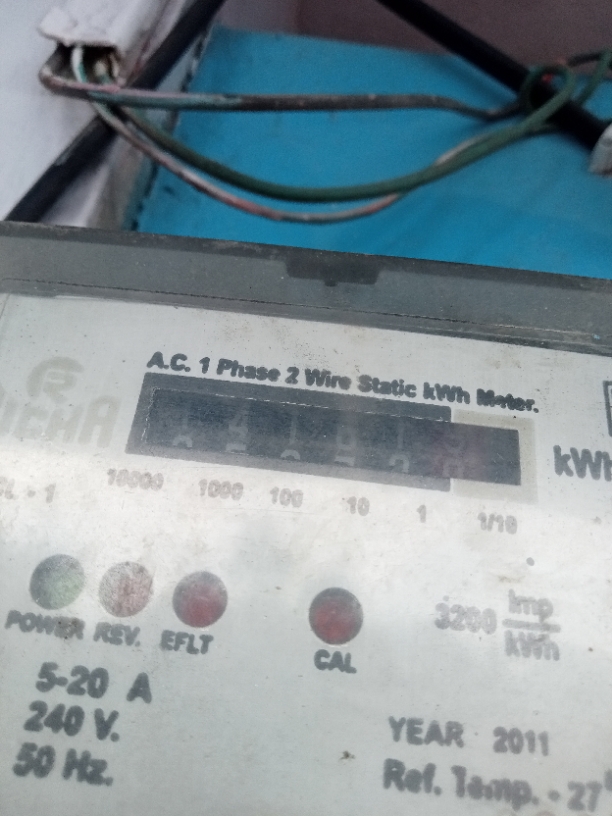 A.C. 1 Phase 2 Wire Static kWh Meter.
10000 1000 100 10 1 1/10
POWER REV. EFLT
CAL
3200 Imp
kWh
5-20 A
240 V.
50 Hz.
YEAR 2011
Ref. Temp. - 27